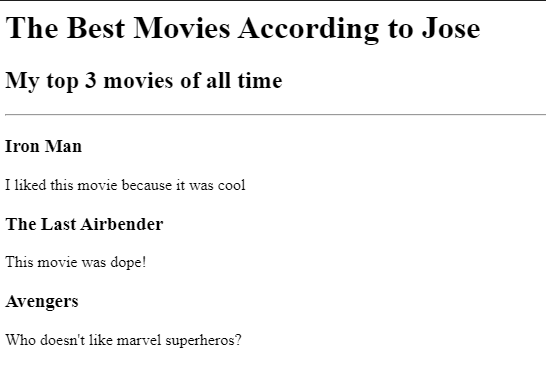 The Best Movies According to Jose
My top 3 movies of all time
Iron Man
I liked this movie because it was cool
The Last Airbender
This movie was dope!
Avengers
Who doesn't like marvel superheros?